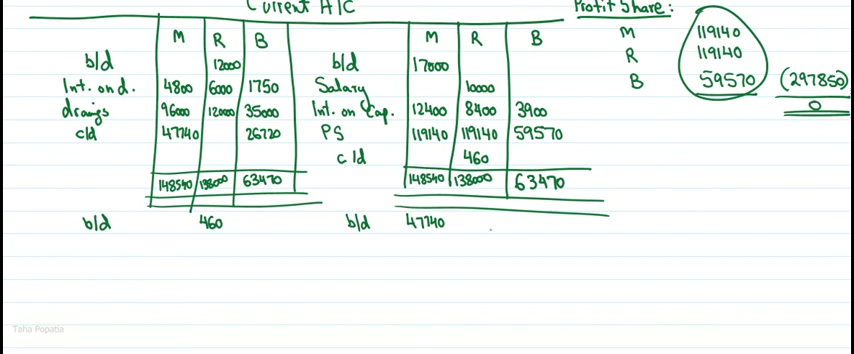 Current A/C
Profit Share:
M R B M R B
M 119140
b/d 12000 b/d 17000
R 119140
Int. on d. 4800 6000 1750 Salary 10000
B 59570 (297850)
drawings 96000 120000 35000 Int. on Cap. 12400 8400 3900
0
c/d 47740 26720 PS 119140 119140 59570
c/d 460
148540 138000 63470 148540 138000 63470
b/d 460 b/d 47740
Taha Popatia